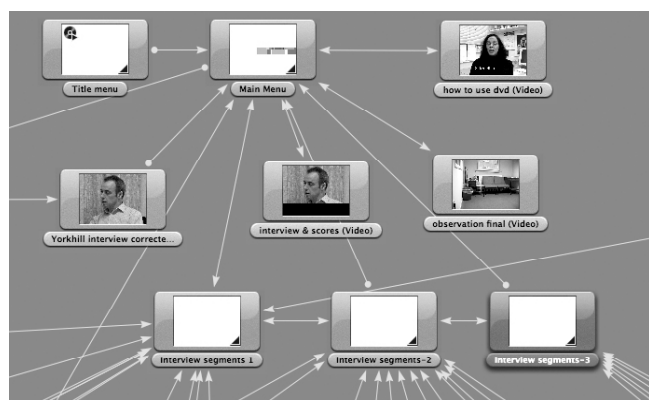 Title menu
Main Menu
how to use dvd (Video)
Yorkhill interview correcte...
interview & scores (Video)
observation final (Video)
Interview segments 1
Interview segments-2
Interview segments-3